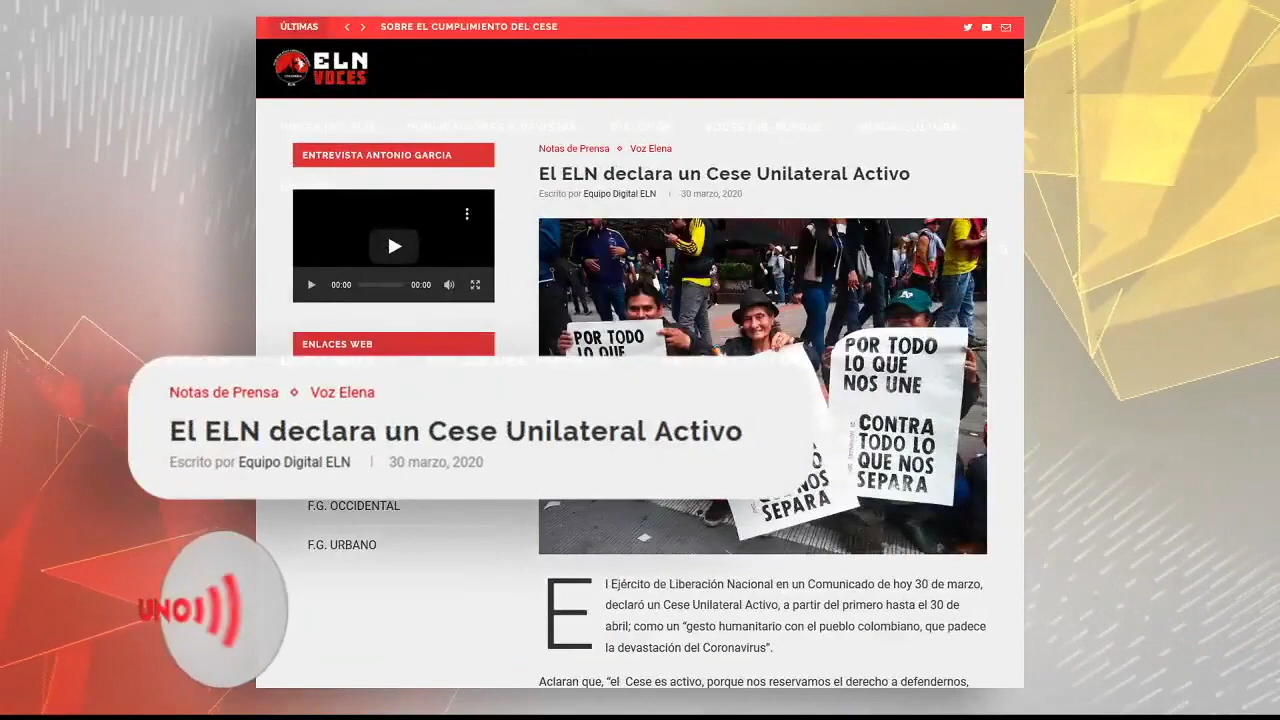 ÚLTIMAS
SOBRE EL CUMPLIMIENTO DEL CESE
ELN
VOCES
ENTREVISTA ANTONIO GARCIA
00:00
00:00
ENLACES WEB
Notas de Prensa ⋄ Voz Elena
El ELN declara un Cese Unilateral Activo
Escrito por Equipo Digital ELN | 30 marzo, 2020
POR TODO
LO QUE
POR TODO
LO QUE
NOS UNE
CONTRA
TODO LO
QUE NOS
SEPARA
NOS
SEPARA
Notas de Prensa ⋄ Voz Elena
El ELN declara un Cese Unilateral Activo
Escrito por Equipo Digital ELN | 30 marzo, 2020
F.G. OCCIDENTAL
F.G. URBANO
UNO
El Ejército de Liberación Nacional en un Comunicado de hoy 30 de marzo,
declaró un Cese Unilateral Activo, a partir del primero hasta el 30 de
abril; como un “gesto humanitario con el pueblo colombiano, que padece
la devastación del Coronavirus”.
Aclaran que, “el Cese es activo, porque nos reservamos el derecho a defendernos,